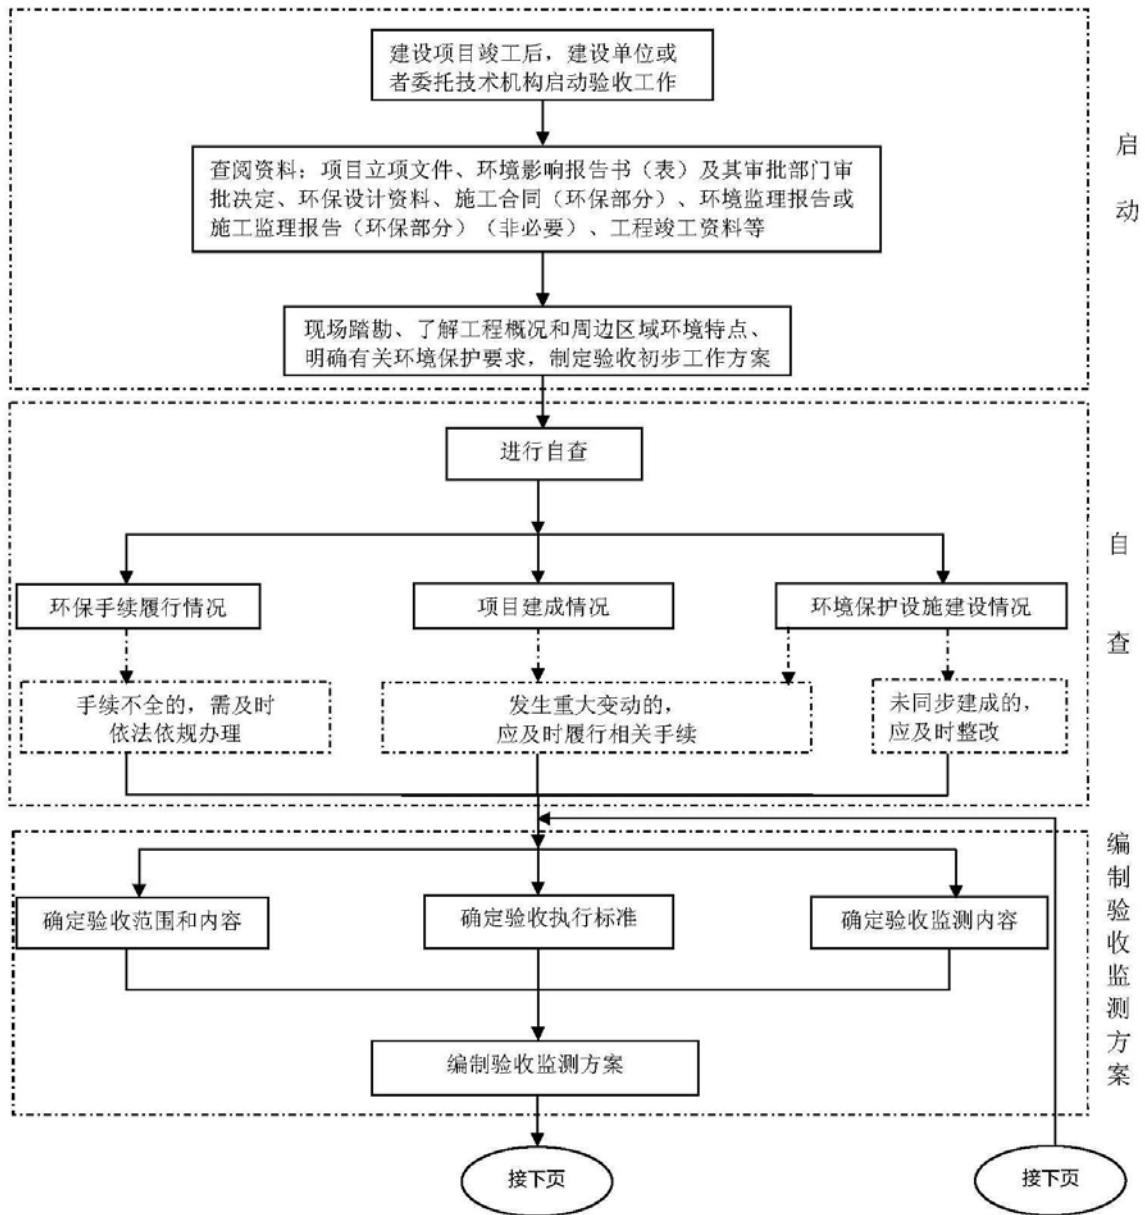 建设项目竣工后，建设单位或
者委托技术机构启动验收工作
启
动
查阅资料：项目立项文件、环境影响报告书（表）及其审批部门审
批决定、环保设计资料、施工合同（环保部分）、环境监理报告或
施工监理报告（环保部分）（非必要）、工程竣工资料等
现场踏勘、了解工程概况和周边区域环境特点、
明确有关环境保护要求，制定验收初步工作方案
进行自查
自
查
环保手续履行情况
项目建成情况
环境保护设施建设情况
手续不全的，需及时
依法依规办理
发生重大变动的，
应及时履行相关手续
未同步建成的，
应及时整改
编
制
验
收
监
测
方
案
确定验收范围和内容
确定验收执行标准
确定验收监测内容
编制验收监测方案
接下页
接下页